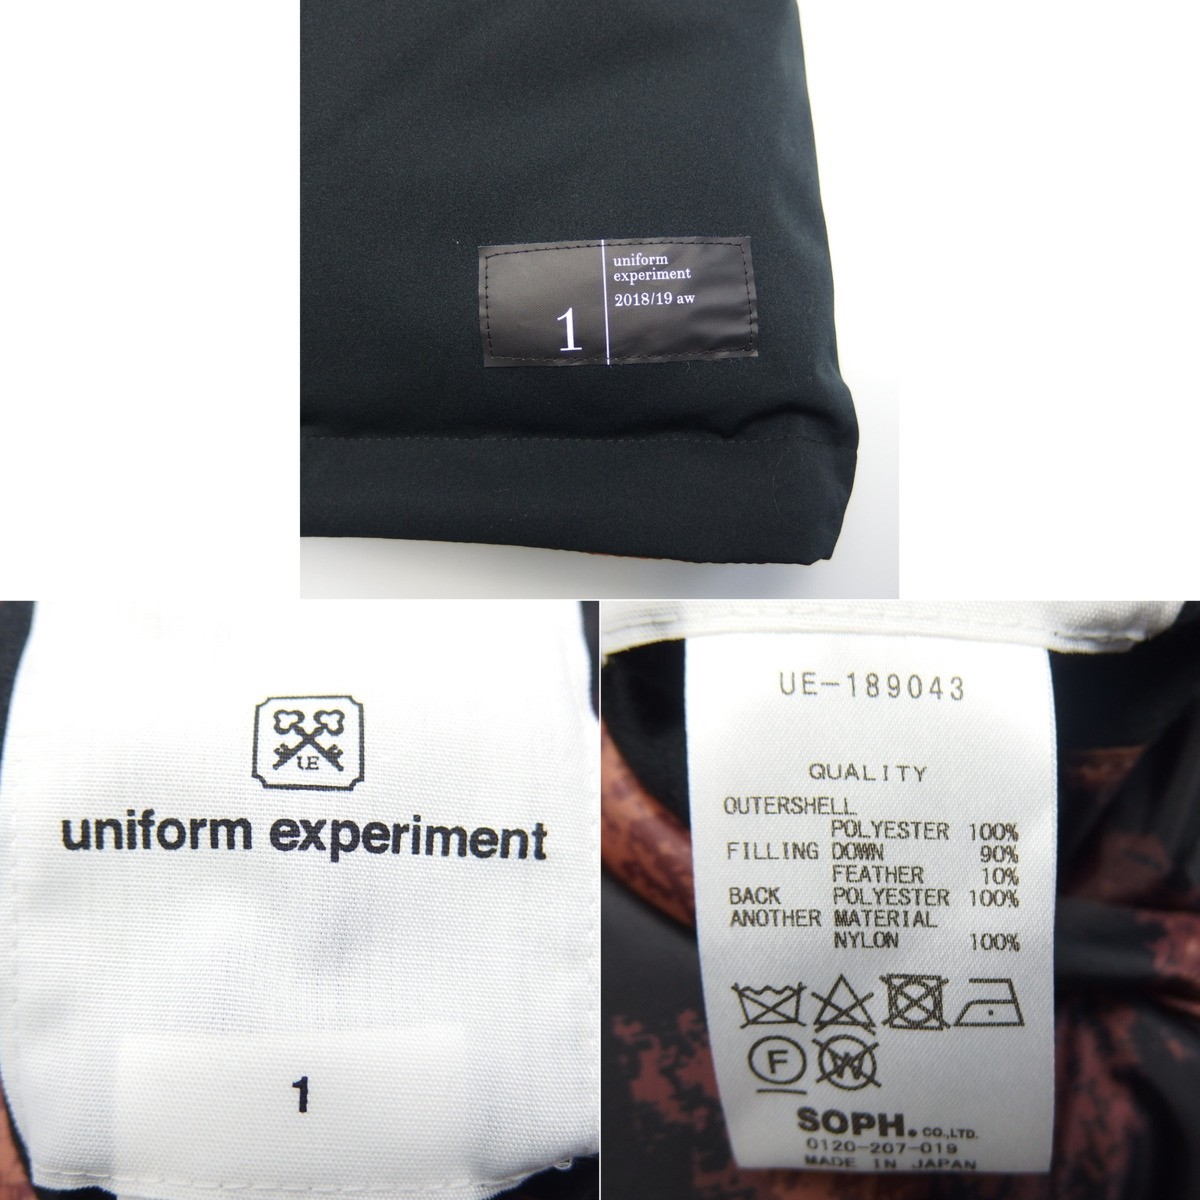 1
uniform
experiment
2018/19 aw
UE
uniform experiment
1
UE-189043
QUALITY
OUTERSHELL
POLYESTER 100%
FILLING DOWN 90%
FEATHER 10%
BACK POLYESTER 100%
ANOTHER MATERIAL
NYLON 100%
F W
SOPH. CO.,LTD.
0120-207-019
MADE IN JAPAN